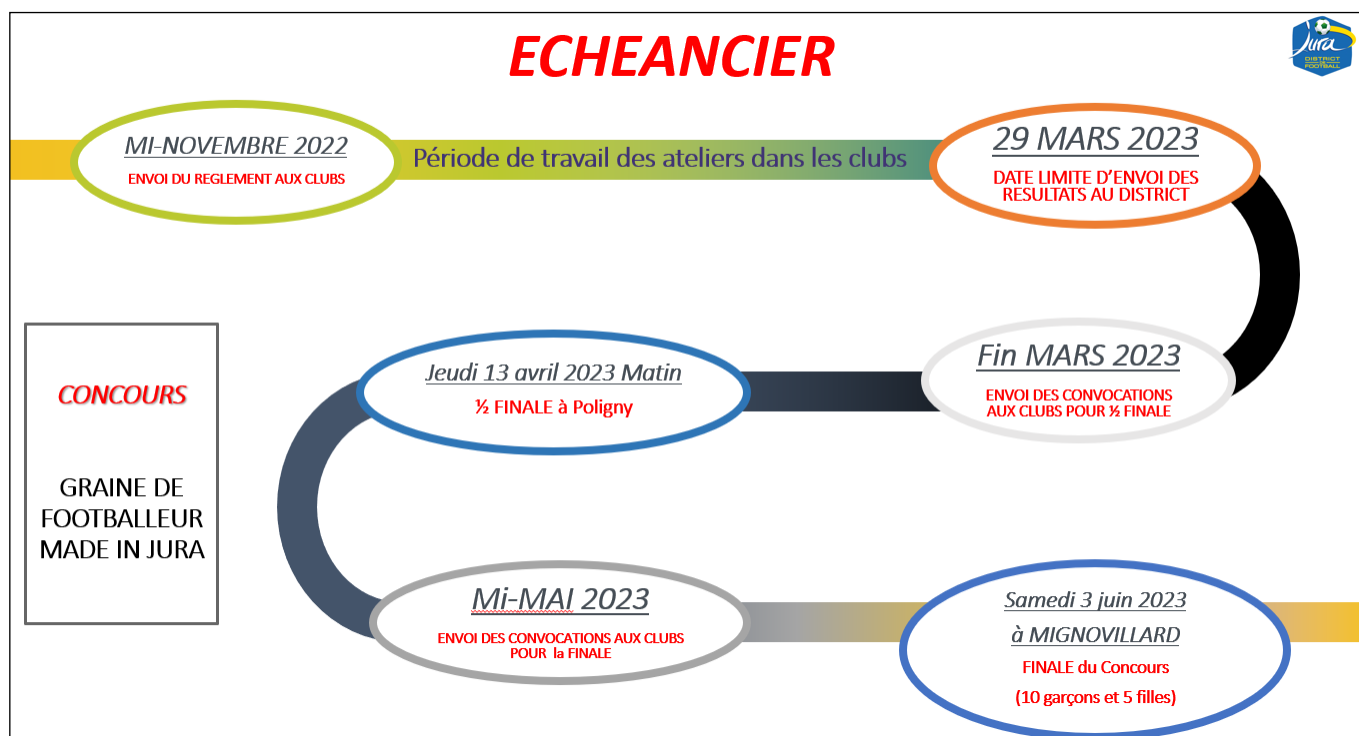 ECHEANCIER
Jura
DISTRICT
DE
FOOTBALL
MI-NOVEMBRE 2022
ENVOI DU REGLEMENT AUX CLUBS
Période de travail des ateliers dans les clubs
29 MARS 2023
DATE LIMITE D’ENVOI DES
RESULTATS AU DISTRICT
Fin MARS 2023
ENVOI DES CONVOCATIONS
AUX CLUBS POUR ½ FINALE
Jeudi 13 avril 2023 Matin
½ FINALE à Poligny
CONCOURS
GRAINE DE
FOOTBALLEUR
MADE IN JURA
Mi-MAI 2023
ENVOI DES CONVOCATIONS AUX CLUBS
POUR la FINALE
Samedi 3 juin 2023
à MIGNOVILLARD
FINALE du Concours
(10 garçons et 5 filles)